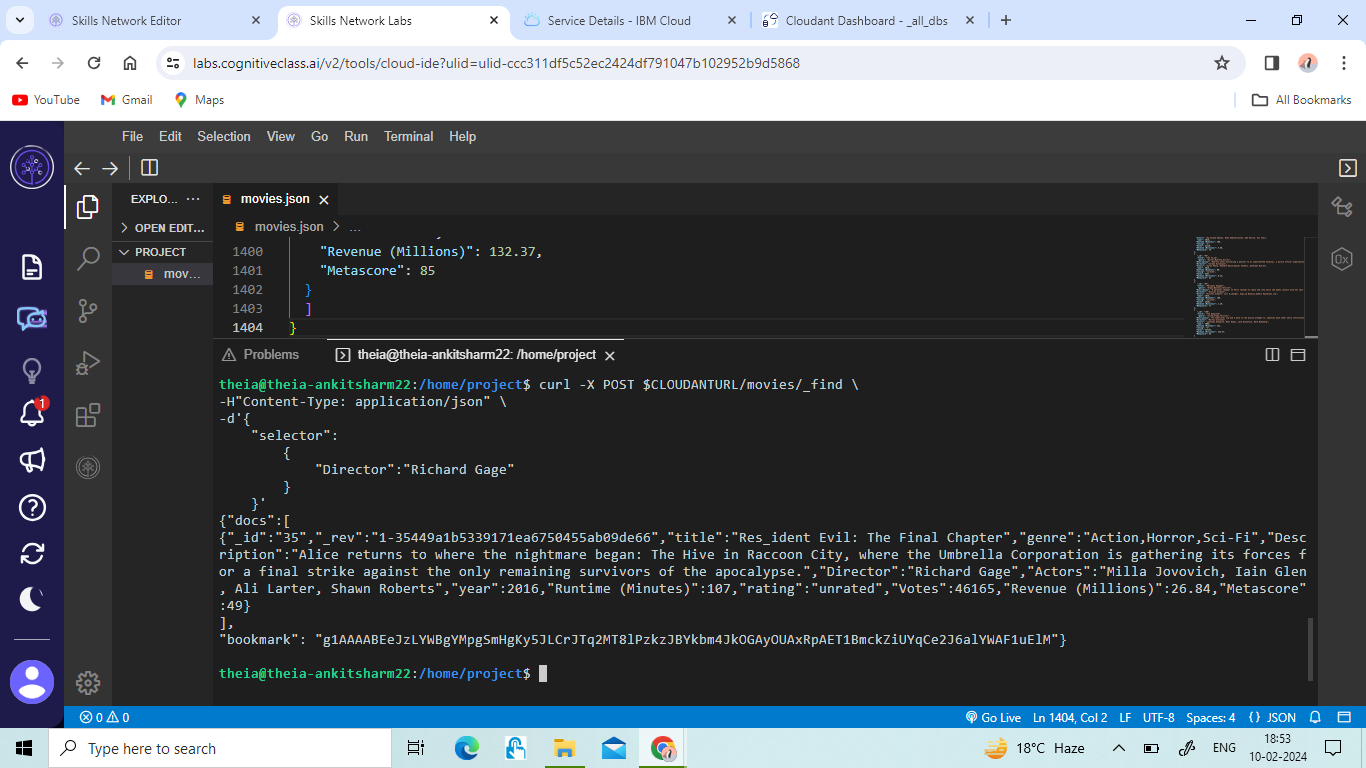 Skills Network Editor
Skills Network Labs
Service Details - IBM Cloud
Cloudant Dashboard - _all_dbs
labs.cognitiveclass.ai/v2/tools/cloud-ide?ulid=ulid-ccc311df5c52ec2424df791047b102952b9d5868
YouTube
Gmail
Maps
All Bookmarks
File Edit Selection View Go Run Terminal Help
EXPLO... ···
movies.json
OPEN EDIT...
movies.json > ...
PROJECT
mov...
1400 "Revenue (Millions)": 132.37,
1401 "Metascore": 85
1402 }
1403 ]
1404 }
Problems
theia@theia-ankitsharm22: /home/project
theia@theia-ankitsharm22:/home/project$ curl -X POST $CLOUDANTURL/movies/_find \
-H"Content-Type: application/json" \
-d'{
"selector":
{
"Director":"Richard Gage"
}
}'
{"docs":[
{"_id":"35","_rev":"1-35449a1b5339171ea6750455ab09de66","title":"Res_ident Evil: The Final Chapter","genre":"Action,Horror,Sci-Fi","Desc
ription":"Alice returns to where the nightmare began: The Hive in Raccoon City, where the Umbrella Corporation is gathering its forces f
or a final strike against the only remaining survivors of the apocalypse.","Director":"Richard Gage","Actors":"Milla Jovovich, Iain Glen
, Ali Larter, Shawn Roberts","year":2016,"Runtime (Minutes)":107,"rating":"unrated","Votes":46165,"Revenue (Millions)":26.84,"Metascore"
:49}
],
"bookmark": "g1AAAABEeJzLYWBgYMpgSmHgKy5JLCrJTq2MT8lPzkzJBYkbm4JkOGAyOUAxRpAET1BmckZiUYqCe2J6alYWAF1uElM"}
theia@theia-ankitsharm22:/home/project$
1
0 0
Go Live Ln 1404, Col 2 LF UTF-8 Spaces: 4 {} JSON
Type here to search
18°C Haze
ENG
18:53
10-02-2024